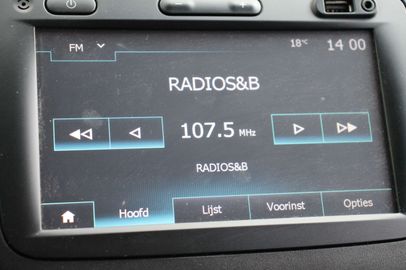 FM
18°C
14 00
RADIOS&B
107.5 MHz
RADIOS&B
Hoofd
Lijst
Voorinst
Opties